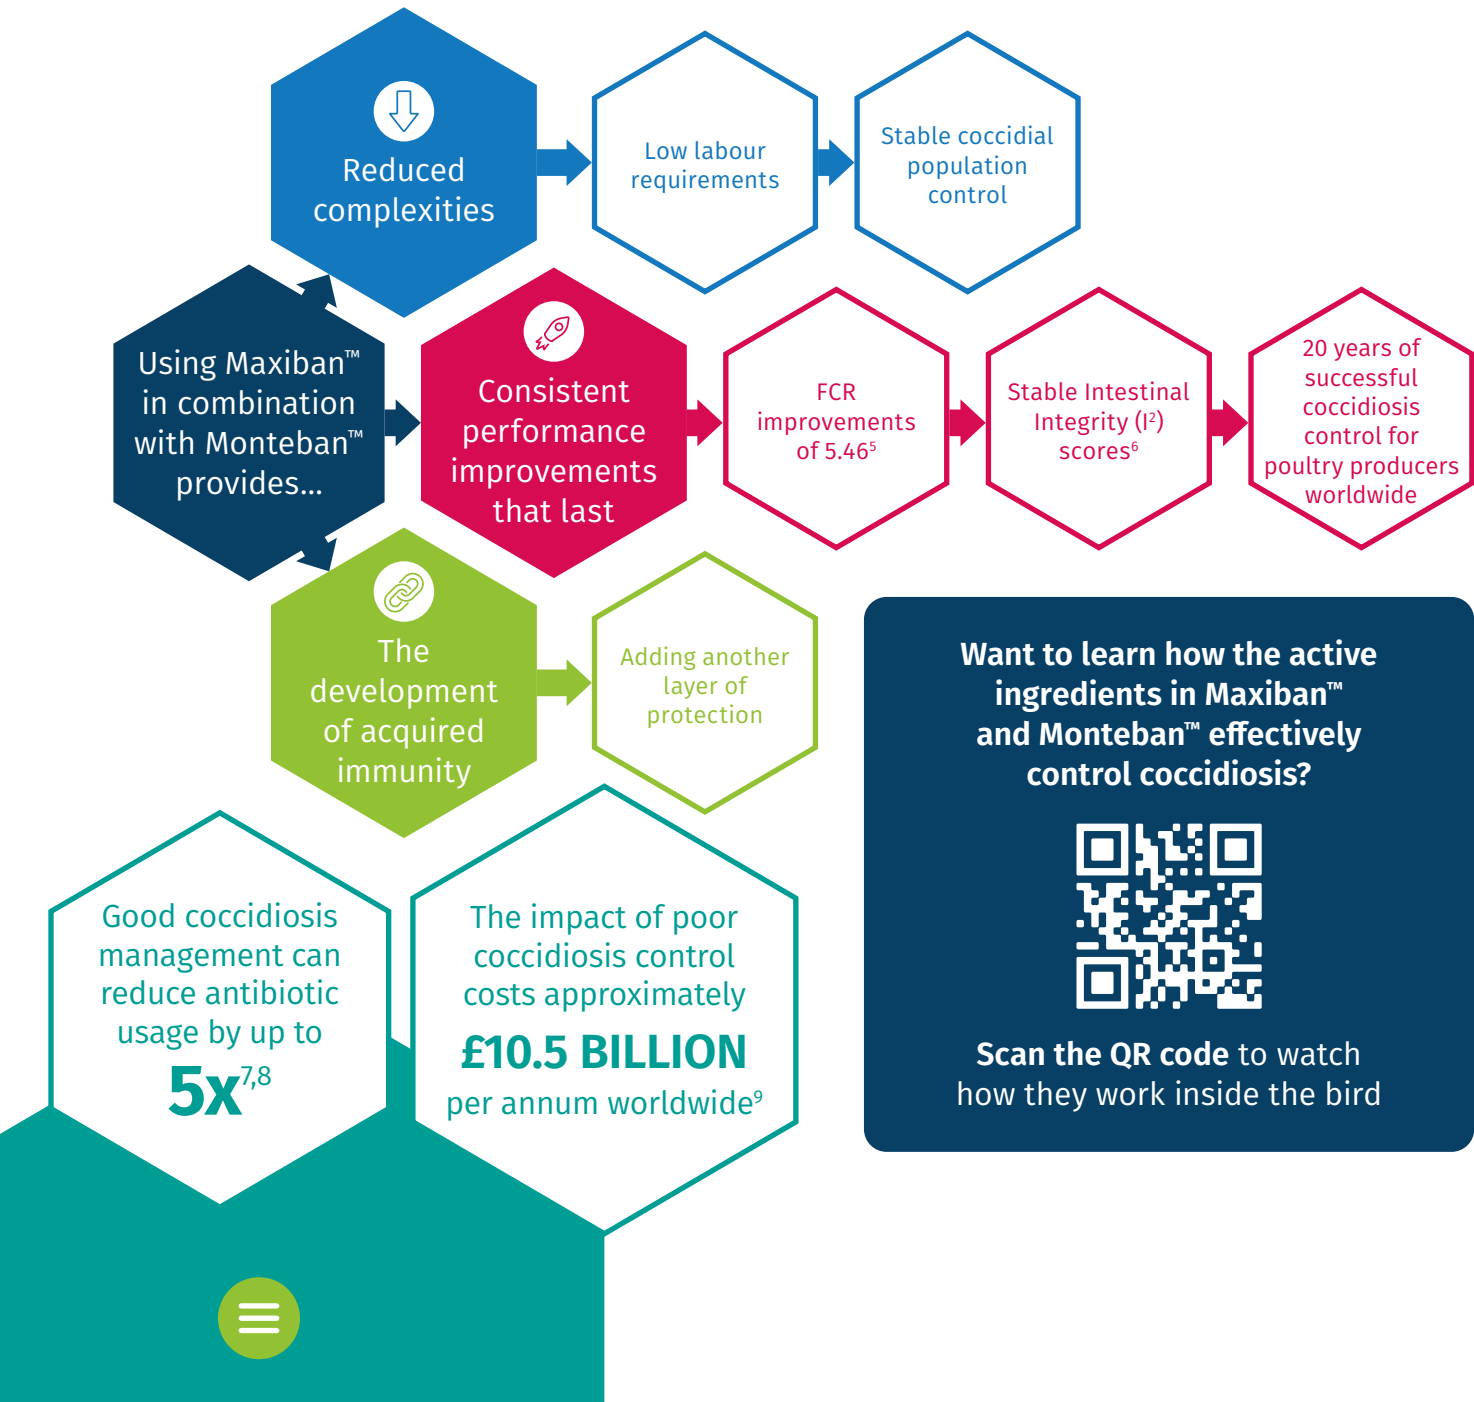 Reduced
complexities
Low labour
requirements
Stable coccidial
population
control
Using Maxiban™
in combination
with Monteban™
provides...
Consistent
performance
improvements
that last
FCR
improvements
of 5.46⁵
Stable Intestinal
Integrity (I²)
scores⁶
20 years of
successful
coccidiosis
control for
poultry producers
worldwide
The
development
of acquired
immunity
Adding another
layer of
protection
Good coccidiosis
management can
reduce antibiotic
usage by up to
5x⁷,⁸
The impact of poor
coccidiosis control
costs approximately
£10.5 BILLION
per annum worldwide⁹
Want to learn how the active
ingredients in Maxiban™
and Monteban™ effectively
control coccidiosis?
Scan the QR code to watch
how they work inside the bird